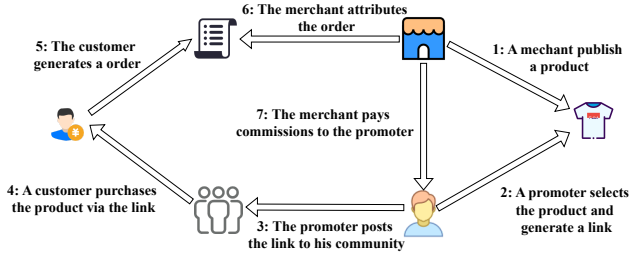 6: The merchant attributes
the order
5: The customer
generates a order
1: A mechant publish
a product
7: The merchant pays
commissions to the promoter
4: A customer purchases
the product via the link
2: A promoter selects
the product and
generate a link
3: The promoter posts
the link to his community
¥